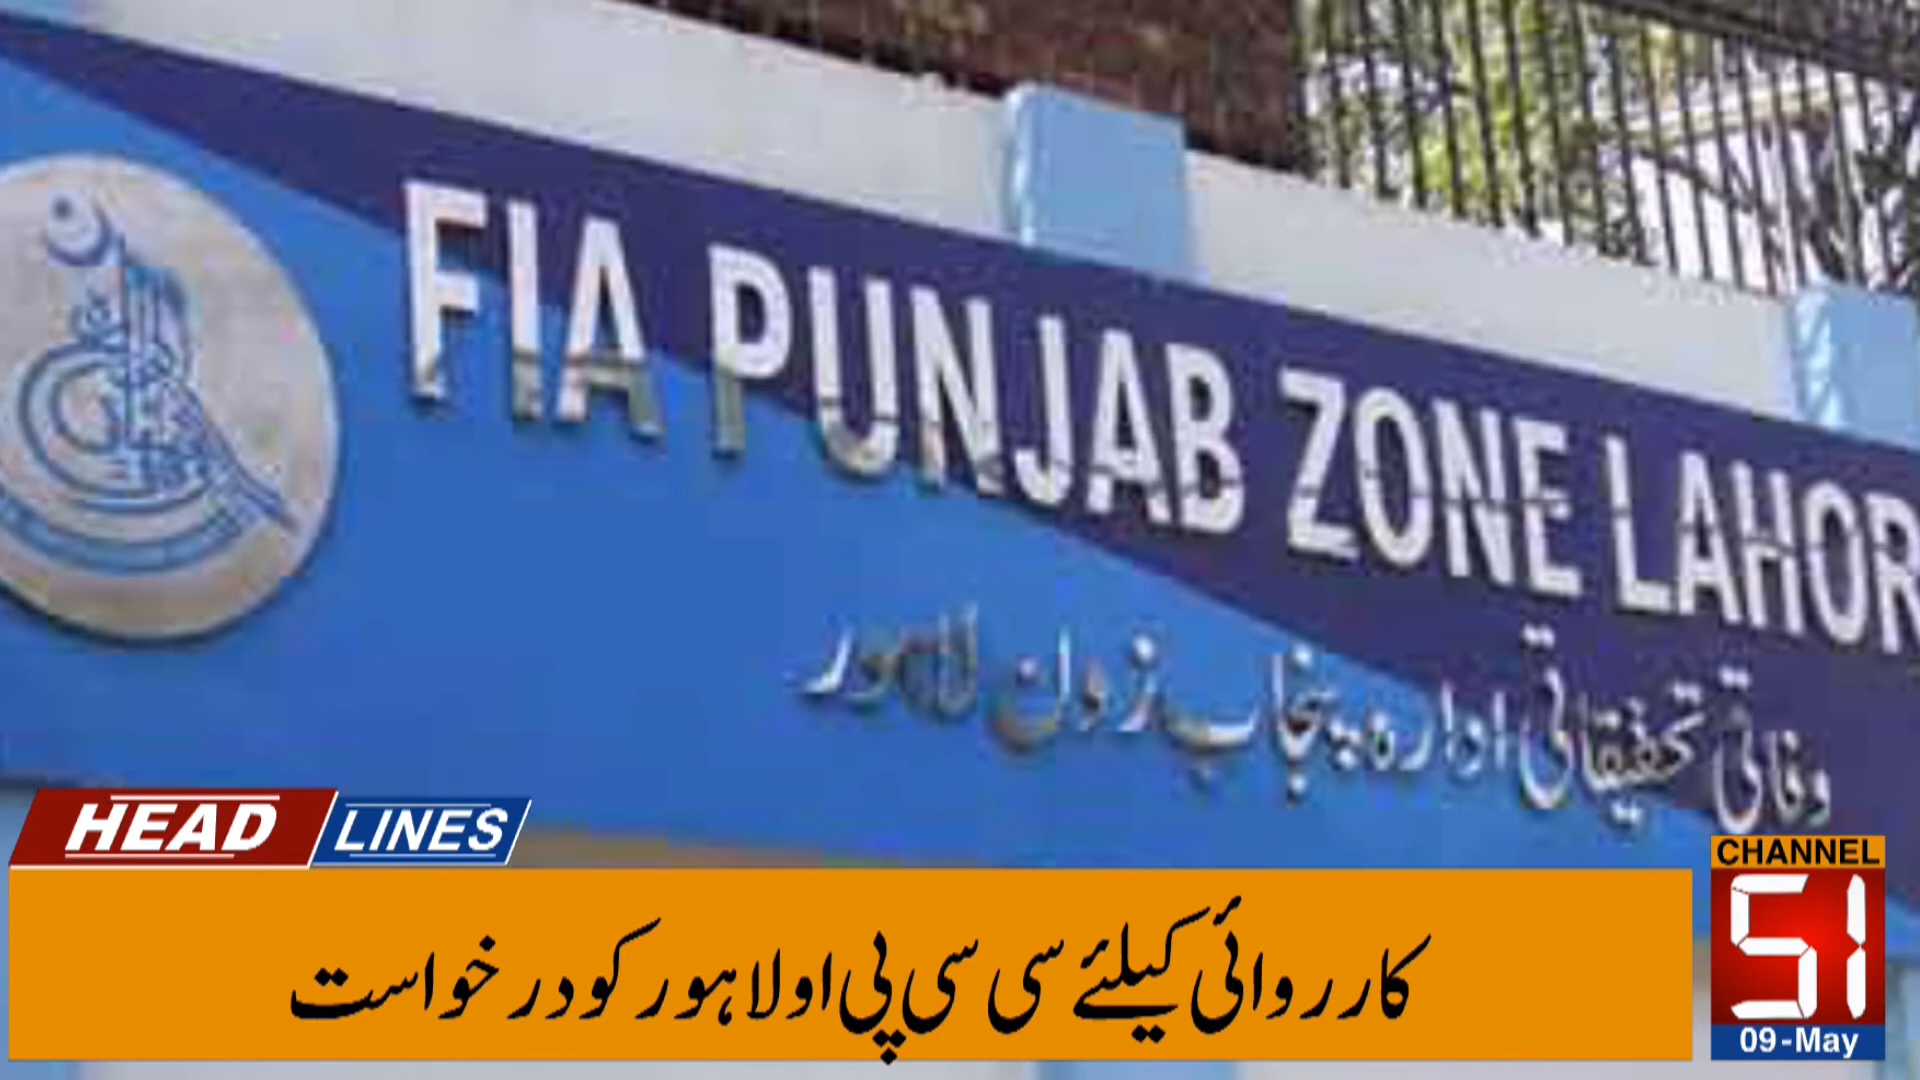 FIA PUNJAB ZONE LAHOR
وفاقی تحقیقاتی ادارہ پنجاب زون لاہور
HEAD LINES
کارروائی کیلئے سی سی پی او لاہور کو درخواست
CHANNEL
51
09-May